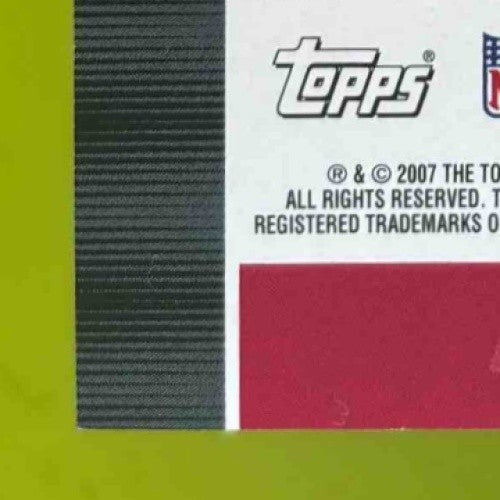 Topps®
® & © 2007 THE TO
ALL RIGHTS RESERVED. T
REGISTERED TRADEMARKS O